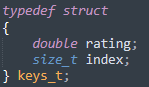 typedef struct
{
    double rating;
    size_t index;
} keys_t;